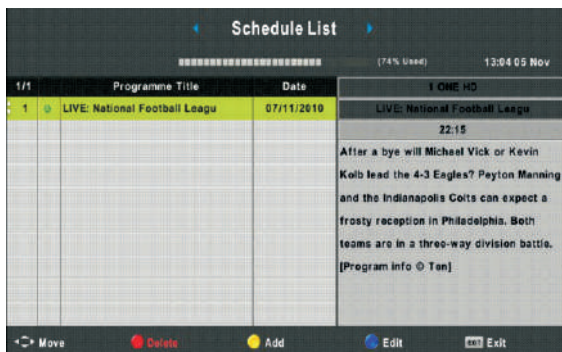 Schedule List
(74% Used)
13:04 05 Nov
1/1
Programme Title
Date
1 ONE HD
1
LIVE: National Football Leagu
07/11/2010
LIVE: National Football Leagu
22:15
After a bye will Michael Vick or Kevin
Kolb lead the 4-3 Eagles? Peyton Manning
and the Indianapolis Colts can expect a
frosty reception in Philadelphia. Both
teams are in a three-way division battle.
[Program info © Ten]
Move
Delete
Add
Edit
EXIT Exit